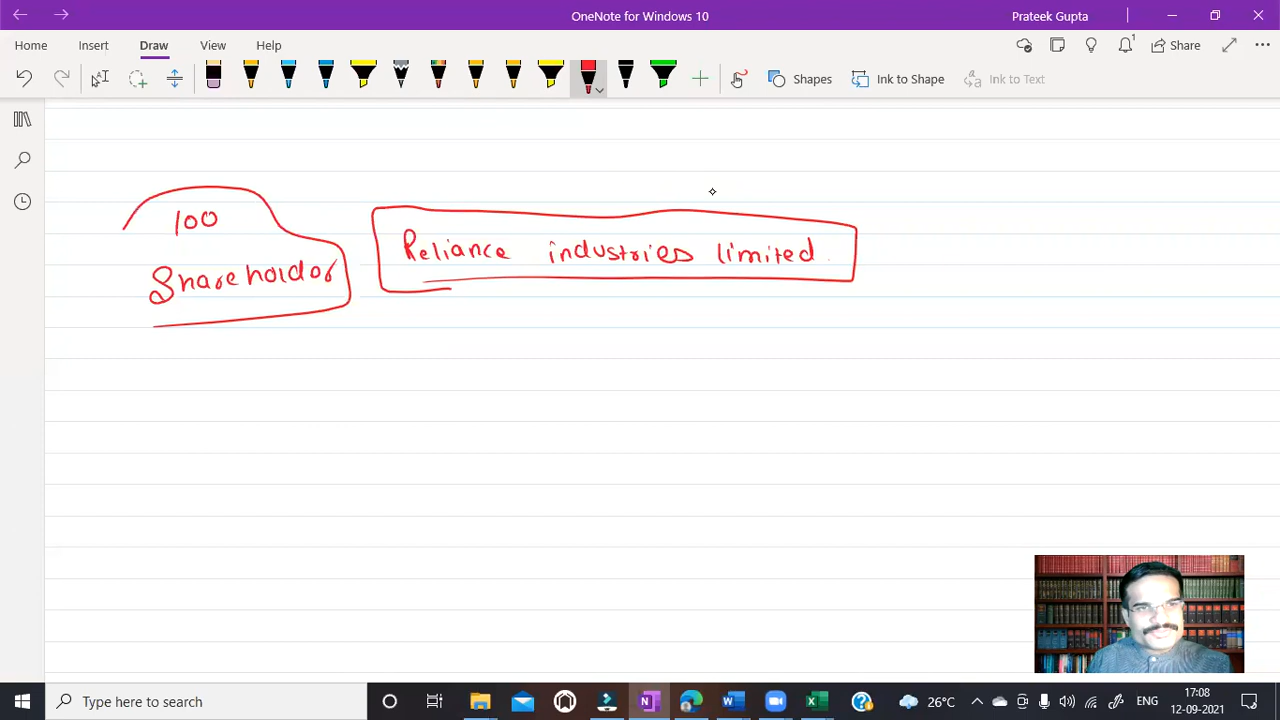 OneNote for Windows 10
Prateek Gupta
Home Insert Draw View Help
1 Share
Shapes Ink to Shape Ink to Text
100
Shareholdor
Reliance industries limited.
Type here to search
26°C
ENG
17:08
12-09-2021